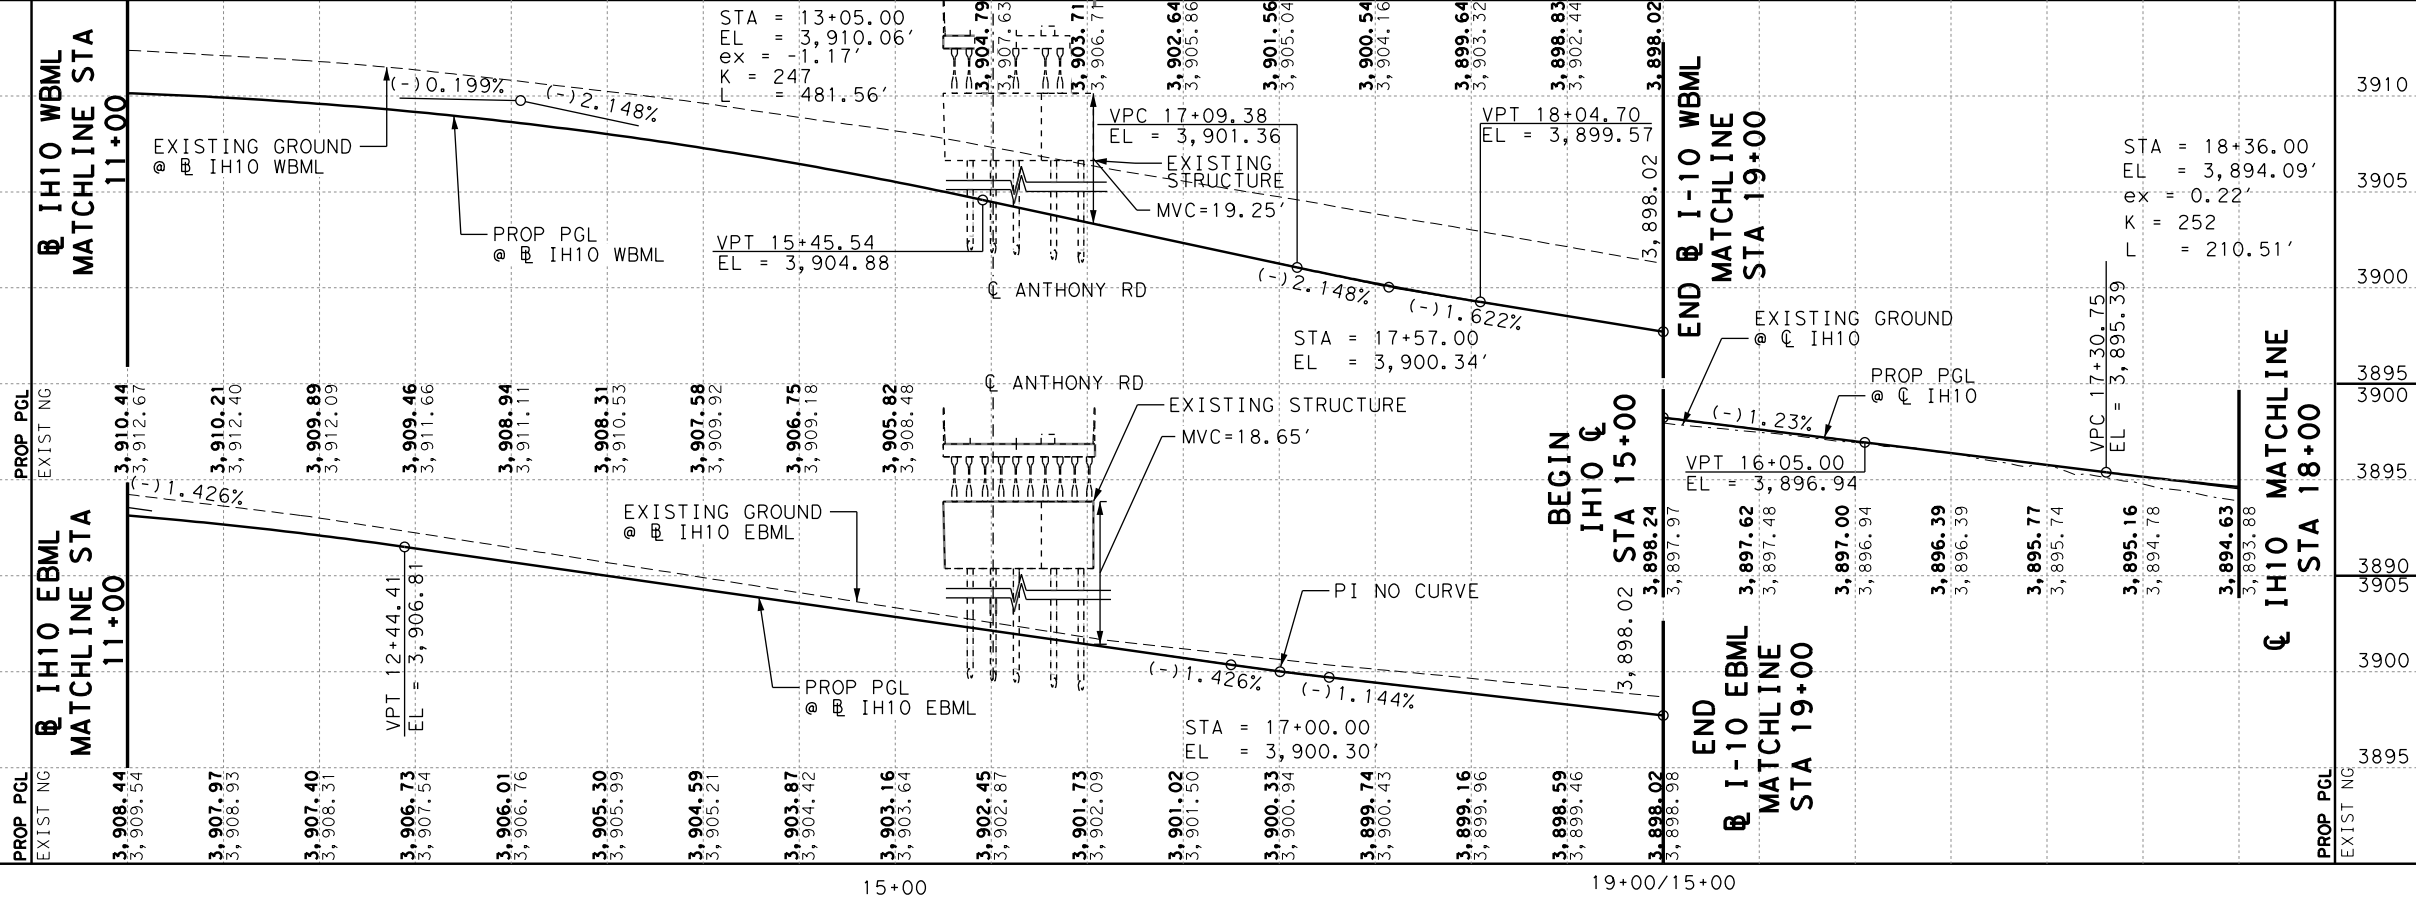 ℄ IH10 WBML
MATCHLINE STA
11+00
(-)0.199%
(-)2.148%
EXISTING GROUND
@ ℄ IH10 WBML
PROP PGL
@ ℄ IH10 WBML
STA = 13+05.00
EL = 3,910.06'
ex = -1.17'
K = 247
L = 481.56'
VPT 15+45.54
EL = 3,904.88
3,904.79
3,907.63
3,903.71
3,906.71
3,902.64
3,905.86
3,901.56
3,905.04
3,900.54
3,904.16
3,899.64
3,903.32
3,898.83
3,902.44
3,898.02
VPC 17+09.38
EL = 3,901.36
EXISTING
STRUCTURE
MVC=19.25'
℄ ANTHONY RD
VPT 18+04.70
EL = 3,899.57
(-)2.148%
(-)1.622%
STA = 17+57.00
EL = 3,900.34'
3,898.02
END ℄ I-10 WBML
MATCHLINE
STA 19+00
3910
3905
3900
3895
PROP PGL
EXIST NG
3,910.44
3,912.67
3,910.21
3,912.40
3,909.89
3,912.09
3,909.46
3,911.66
3,908.94
3,911.11
3,908.31
3,910.53
3,907.58
3,909.92
3,906.75
3,909.18
3,905.82
3,908.48
STA = 18+36.00
EL = 3,894.09'
ex = 0.22'
K = 252
L = 210.51'
EXISTING GROUND
@ ℄ IH10
PROP PGL
@ ℄ IH10
(-)1.23%
VPT 16+05.00
EL = 3,896.94
VPC 17+30.75
EL = 3,895.39
BEGIN
IH10 ℄
STA 15+00
℄ IH10 MATCHLINE
STA 18+00
3900
3895
3890
3,898.24
3,897.97
3,897.62
3,897.48
3,897.00
3,896.94
3,896.39
3,896.39
3,895.77
3,895.74
3,895.16
3,894.78
3,894.63
3,893.88
℄ IH10 EBML
MATCHLINE STA
11+00
(-)1.426%
VPT 12+44.41
EL = 3,906.81
EXISTING GROUND
@ ℄ IH10 EBML
PROP PGL
@ ℄ IH10 EBML
℄ ANTHONY RD
EXISTING STRUCTURE
MVC=18.65'
PI NO CURVE
(-)1.426%
(-)1.144%
STA = 17+00.00
EL = 3,900.30'
3,898.02
END
℄ I-10 EBML
MATCHLINE
STA 19+00
3905
3900
3895
PROP PGL
EXIST NG
3,908.44
3,909.54
3,907.97
3,908.93
3,907.40
3,908.31
3,906.73
3,907.54
3,906.01
3,906.76
3,905.30
3,905.99
3,904.59
3,905.21
3,903.87
3,904.42
3,903.16
3,903.64
3,902.45
3,902.87
3,901.73
3,902.09
3,901.02
3,901.50
3,900.33
3,900.94
3,899.74
3,900.43
3,899.16
3,899.96
3,898.59
3,899.46
3,898.02
3,898.98
PROP PGL
EXIST NG
15+00
19+00/15+00